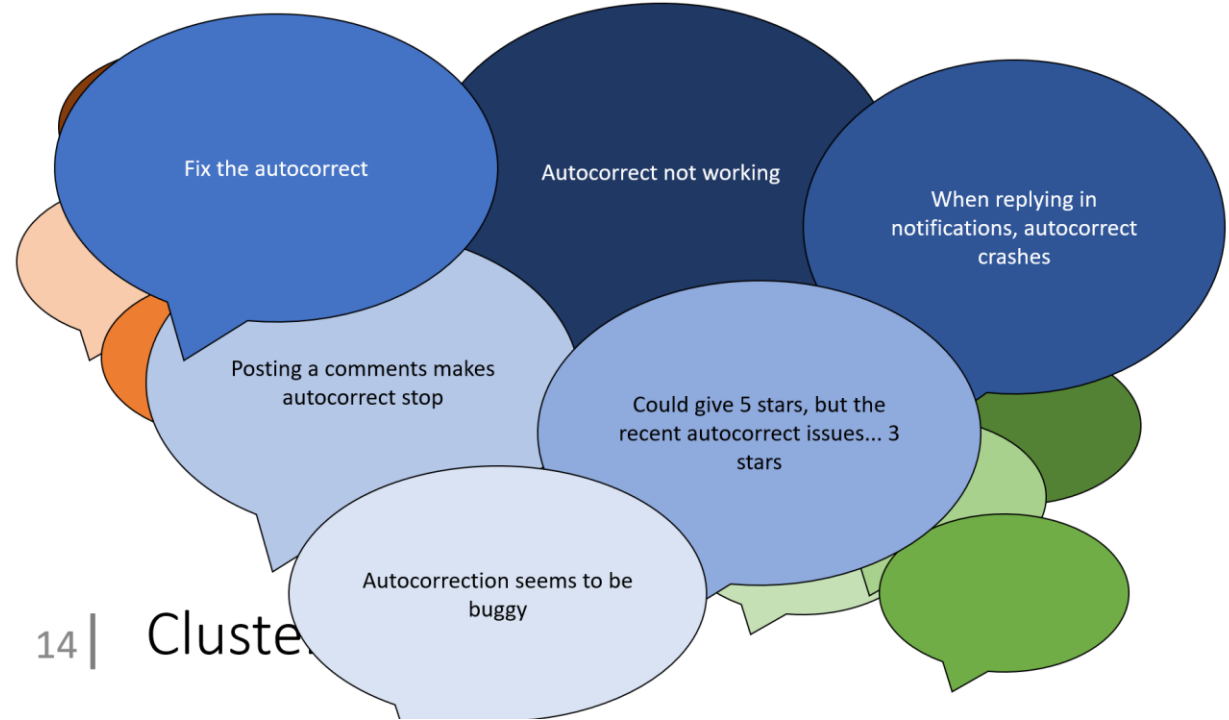 Fix the autocorrect
Autocorrect not working
When replying in
notifications, autocorrect
crashes
Posting a comments makes
autocorrect stop
Could give 5 stars, but the
recent autocorrect issues... 3
stars
Autocorrection seems to be
buggy
14